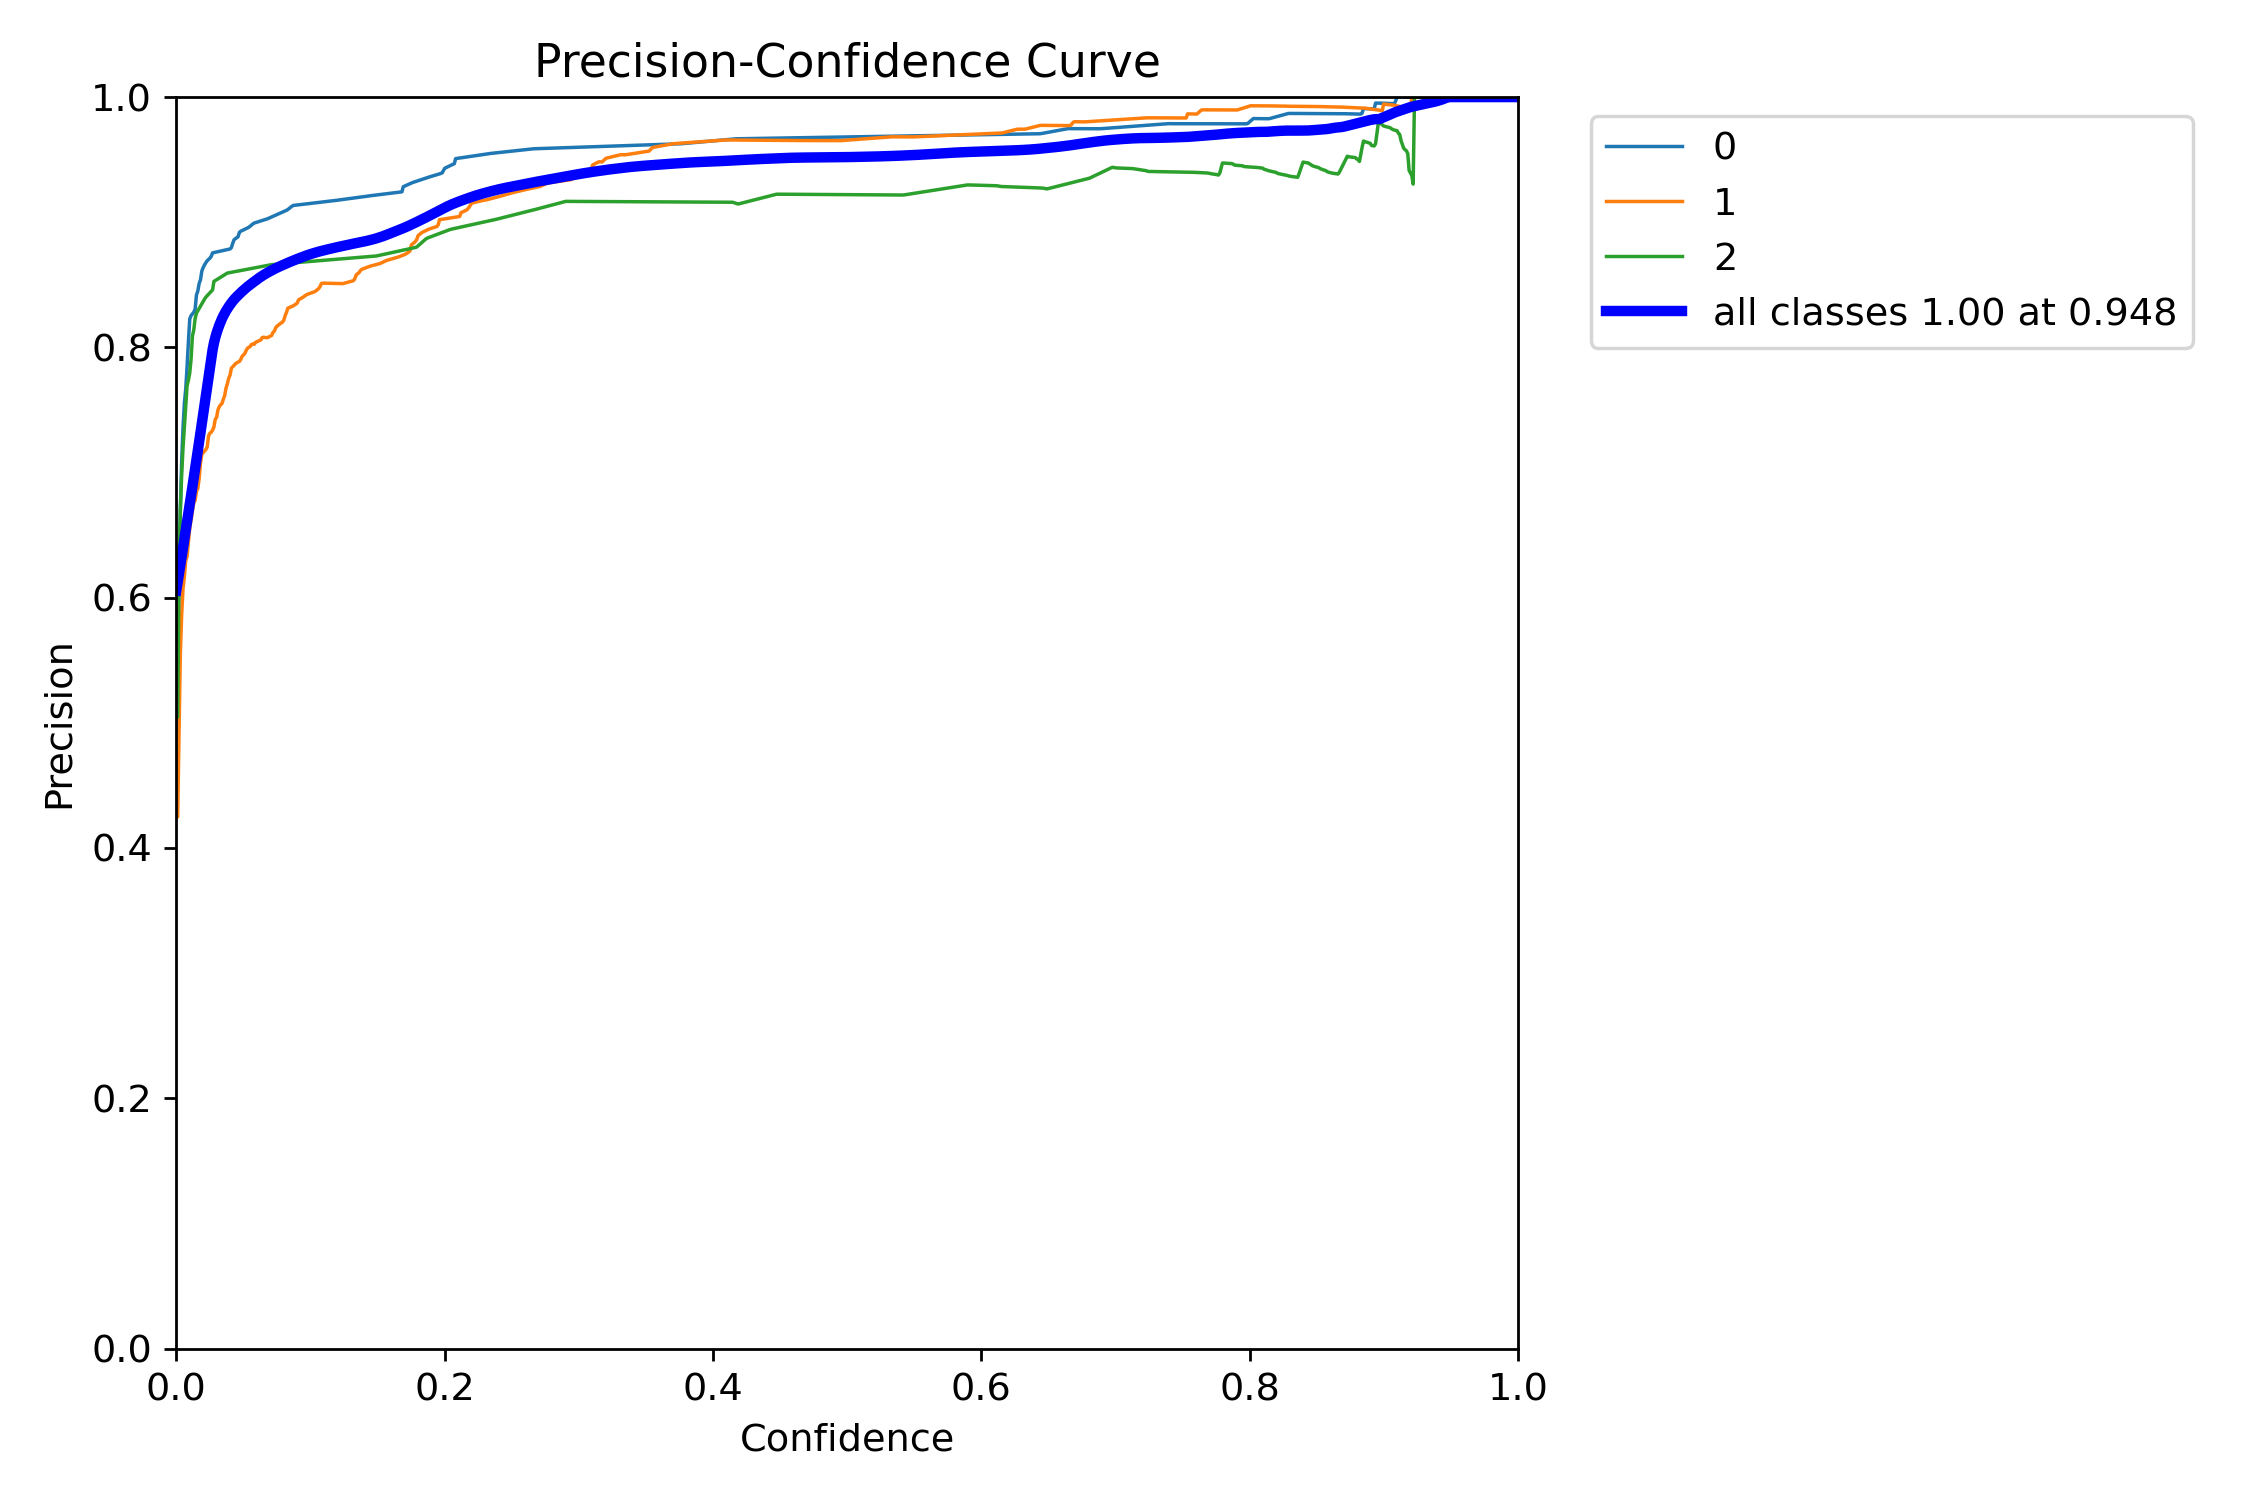 Precision-Confidence Curve
1.0
0.8
0.6
0.4
0.2
0.0
Precision
0.0 0.2 0.4 0.6 0.8 1.0
Confidence
0
1
2
all classes 1.00 at 0.948